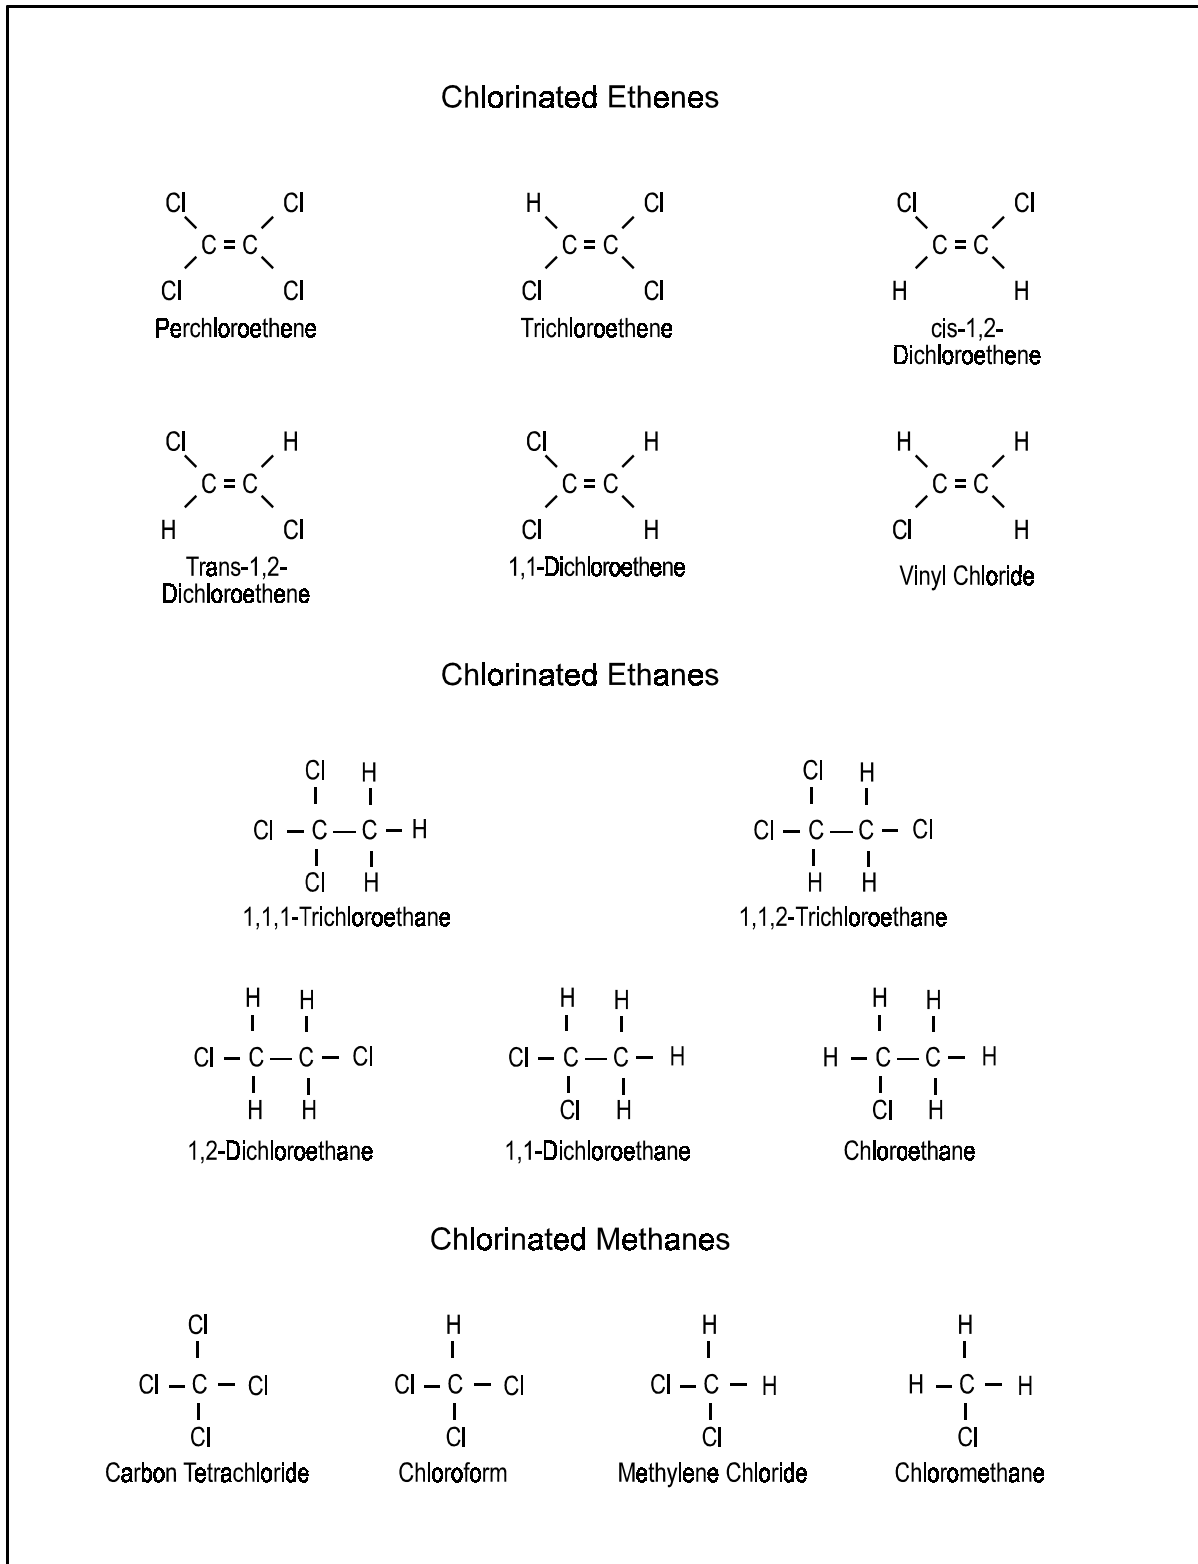 Chlorinated Ethenes
Cl Cl H Cl Cl Cl
C = C C = C C = C
Cl Cl Cl Cl H H
Perchloroethene Trichloroethene cis-1,2-
Dichloroethene
Cl H Cl H H H
C = C C = C C = C
H Cl Cl H Cl H
Trans-1,2-
Dichloroethene
1,1-Dichloroethene
Vinyl Chloride
Chlorinated Ethanes
Cl H Cl H
Cl – C — C – H Cl – C — C – Cl
Cl H H H
1,1,1-Trichloroethane 1,1,2-Trichloroethane
H H H H H H
Cl – C — C – Cl Cl – C — C – H H – C — C – H
H H Cl H Cl H
1,2-Dichloroethane 1,1-Dichloroethane Chloroethane
Chlorinated Methanes
Cl H H H
Cl – C – Cl Cl – C – Cl Cl – C – H H – C – H
Cl Cl Cl Cl
Carbon Tetrachloride Chloroform Methylene Chloride Chloromethane